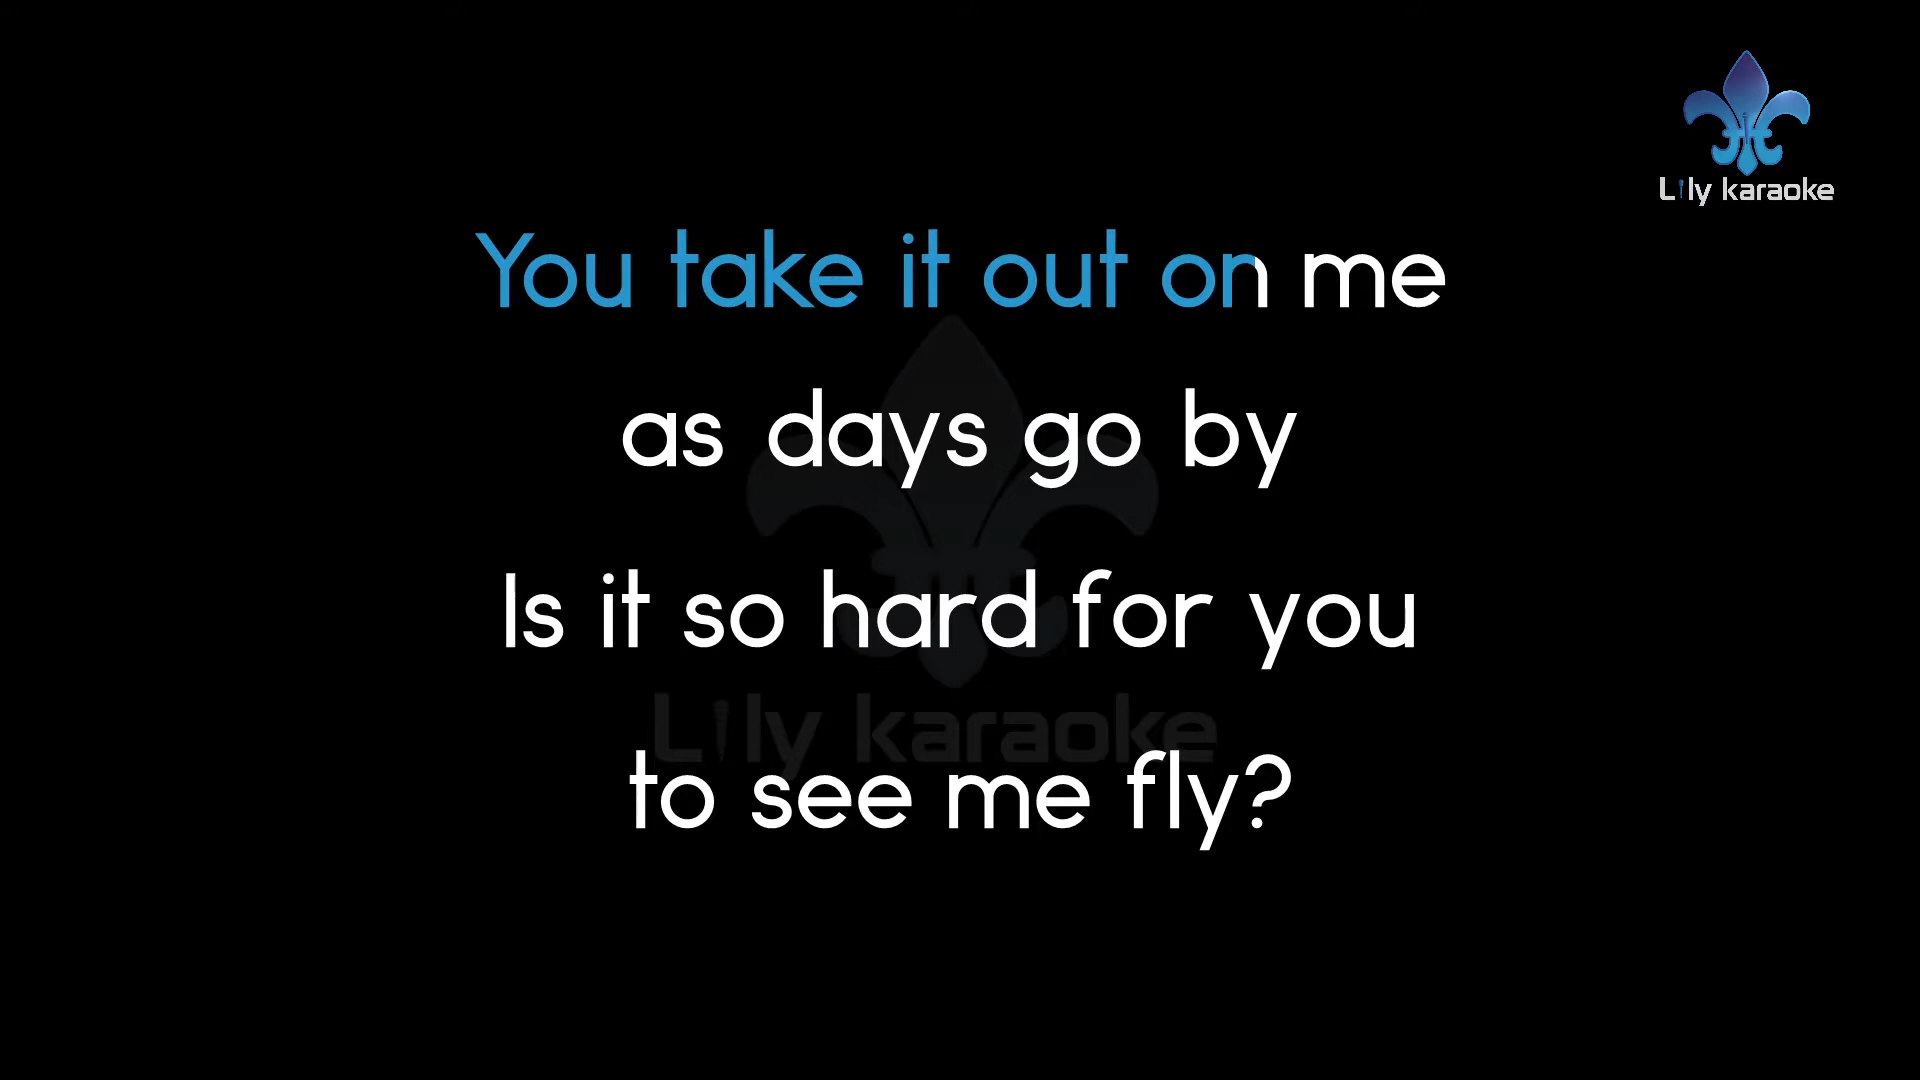 Lily karaoke
You take it out on me
as days go by
Is it so hard for you
to see me fly?
Lily karaoke